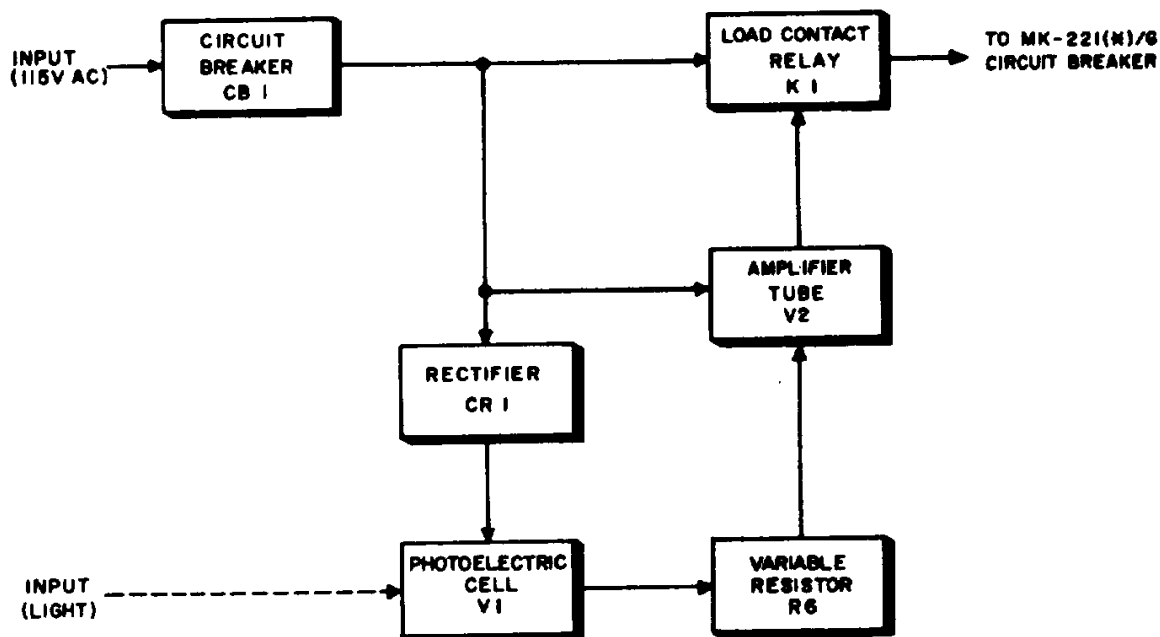 INPUT
(115V AC)
CIRCUIT
BREAKER
CB 1
LOAD CONTACT
RELAY
K 1
TO MK-221(*)/G
CIRCUIT BREAKER
AMPLIFIER
TUBE
V2
RECTIFIER
CR 1
INPUT
(LIGHT)
PHOTOELECTRIC
CELL
V1
VARIABLE
RESISTOR
R6